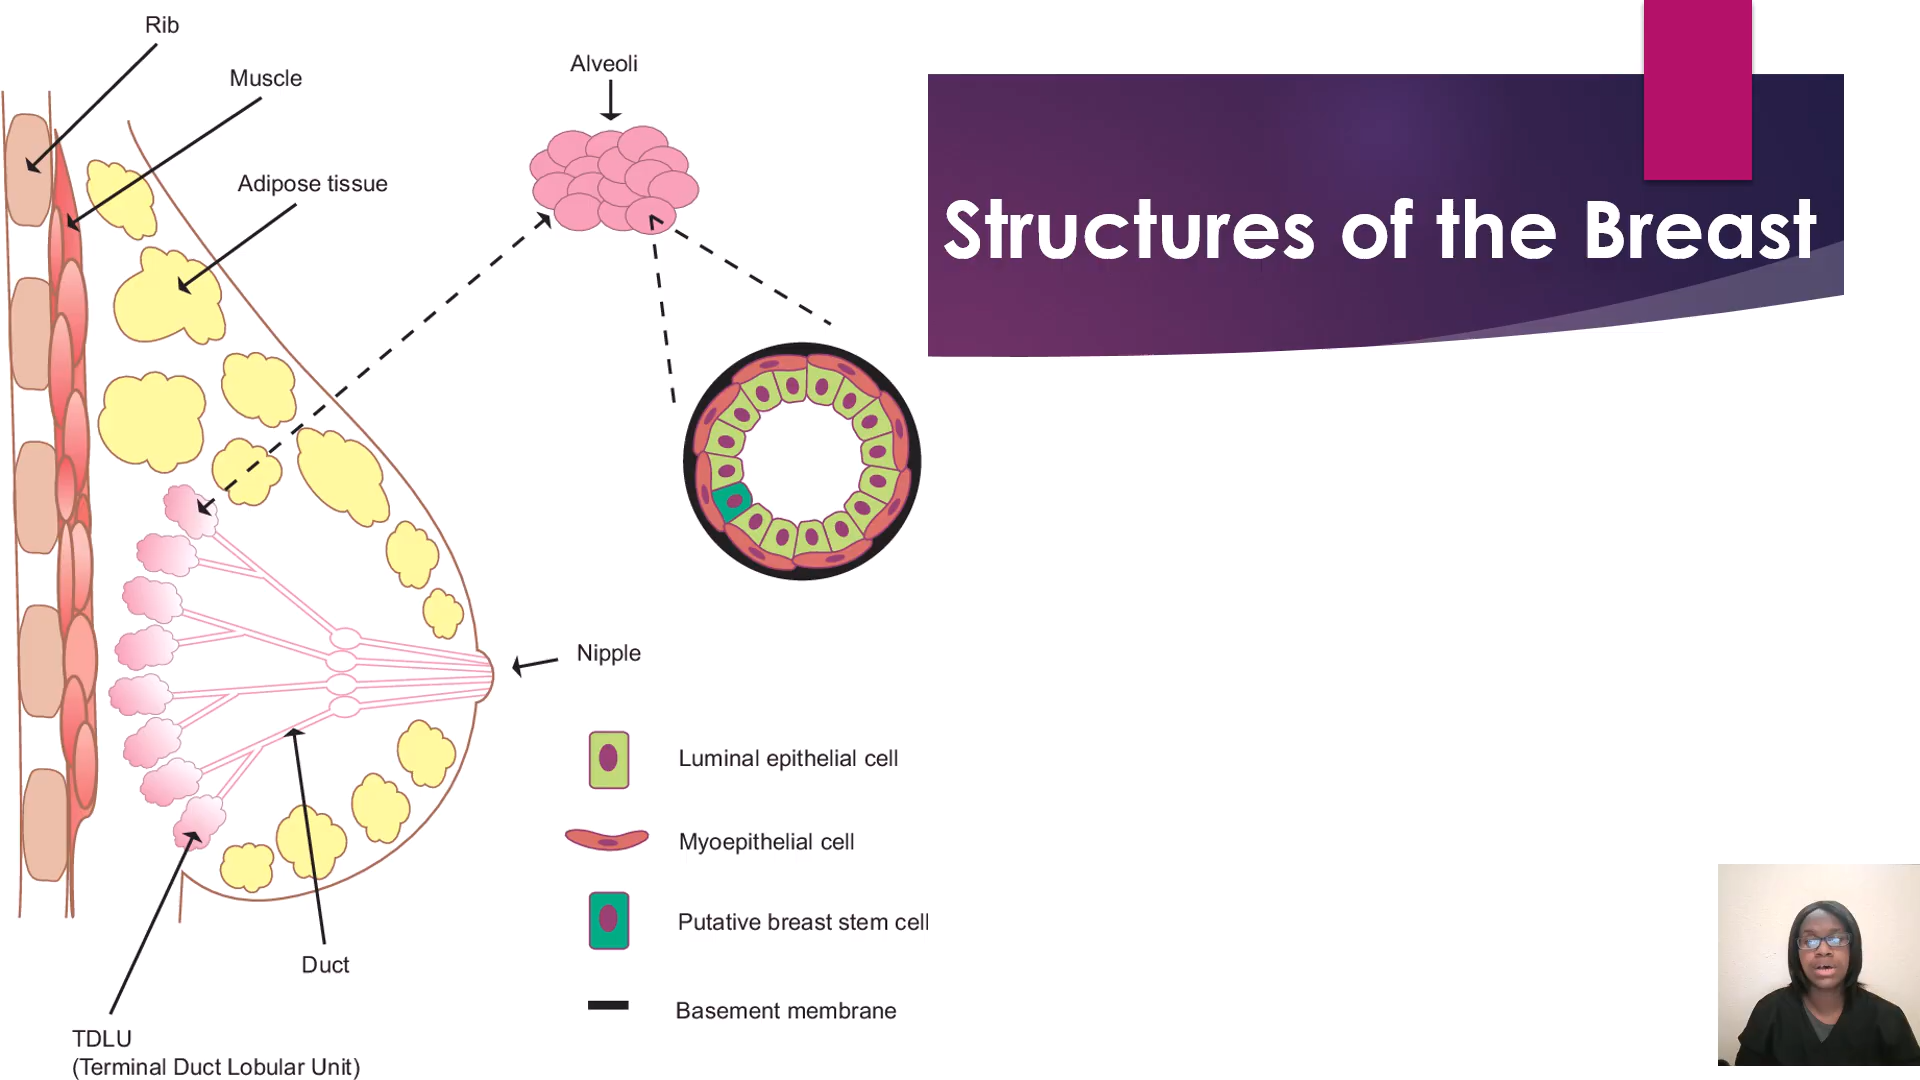 Rib
Muscle
Adipose tissue
Alveoli
Structures of the Breast
Nipple
Luminal epithelial cell
Myoepithelial cell
Putative breast stem cell
Duct
Basement membrane
TDLU
(Terminal Duct Lobular Unit)